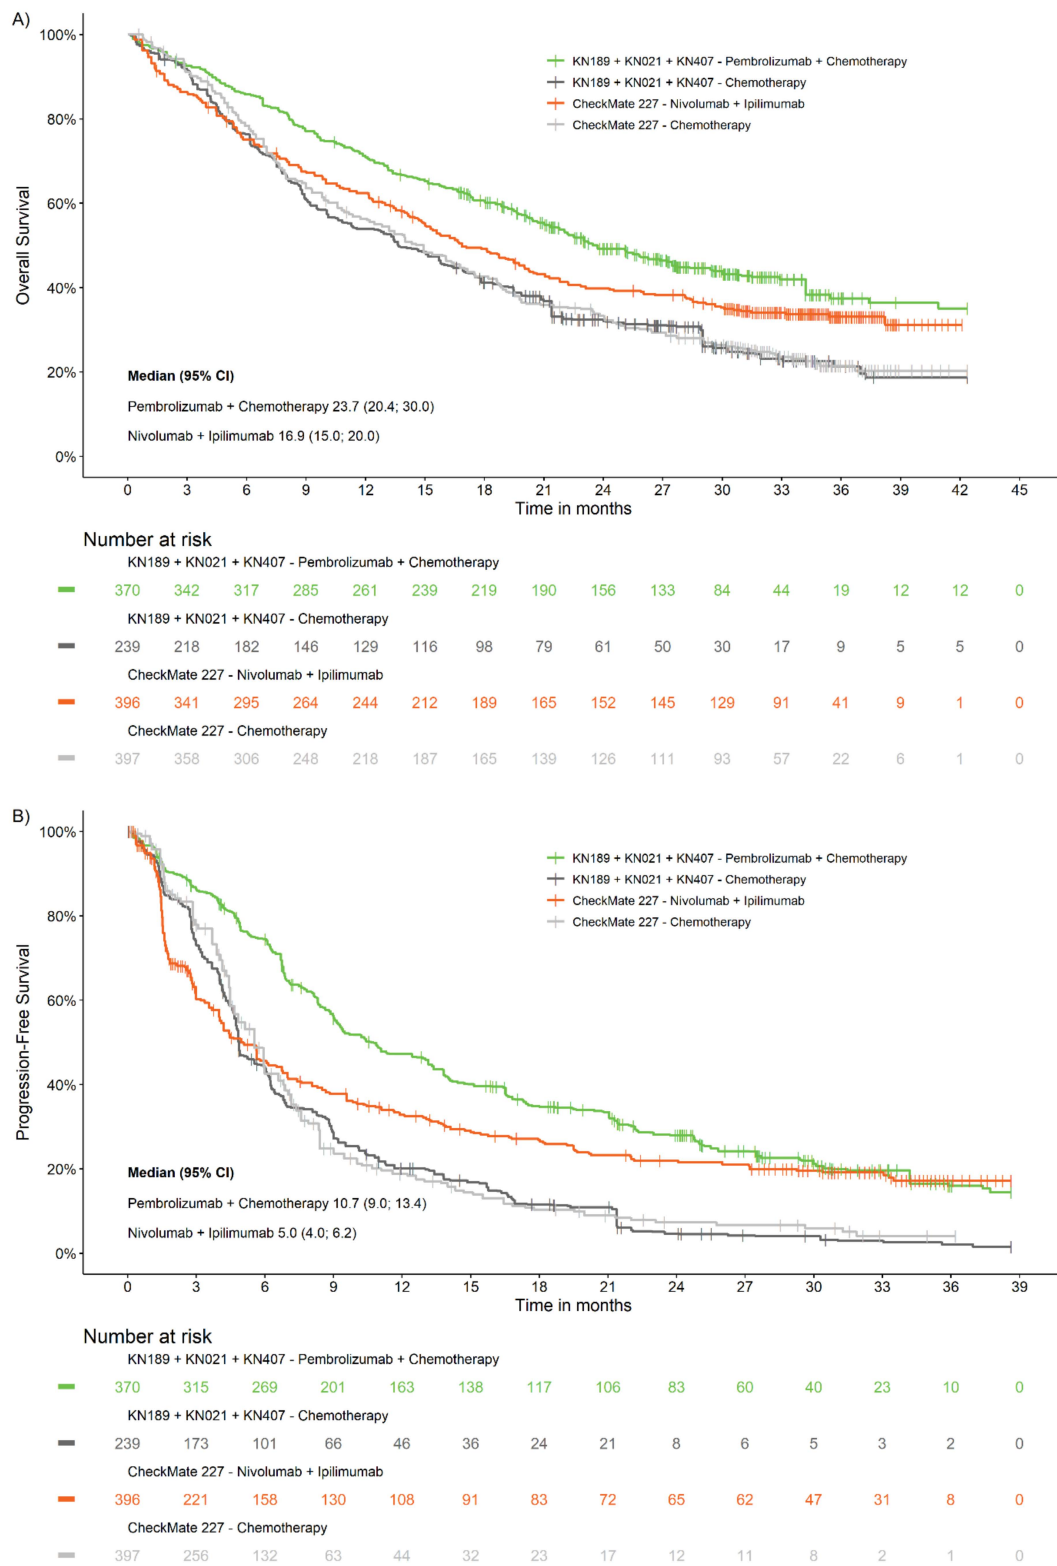 A)
100%
80%
60%
40%
20%
0%
Overall Survival
KN189 + KN021 + KN407 - Pembrolizumab + Chemotherapy
KN189 + KN021 + KN407 - Chemotherapy
CheckMate 227 - Nivolumab + Ipilimumab
CheckMate 227 - Chemotherapy
Median (95% CI)
Pembrolizumab + Chemotherapy 23.7 (20.4; 30.0)
Nivolumab + Ipilimumab 16.9 (15.0; 20.0)
0 3 6 9 12 15 18 21 24 27 30 33 36 39 42 45
Time in months
Number at risk
KN189 + KN021 + KN407 - Pembrolizumab + Chemotherapy
370 342 317 285 261 239 219 190 156 133 84 44 19 12 12 0
KN189 + KN021 + KN407 - Chemotherapy
239 218 182 146 129 116 98 79 61 50 30 17 9 5 5 0
CheckMate 227 - Nivolumab + Ipilimumab
396 341 295 264 244 212 189 165 152 145 129 91 41 9 1 0
CheckMate 227 - Chemotherapy
397 358 306 248 218 187 165 139 126 111 93 57 22 6 1 0
B)
100%
80%
60%
40%
20%
0%
Progression-Free Survival
KN189 + KN021 + KN407 - Pembrolizumab + Chemotherapy
KN189 + KN021 + KN407 - Chemotherapy
CheckMate 227 - Nivolumab + Ipilimumab
CheckMate 227 - Chemotherapy
Median (95% CI)
Pembrolizumab + Chemotherapy 10.7 (9.0; 13.4)
Nivolumab + Ipilimumab 5.0 (4.0; 6.2)
0 3 6 9 12 15 18 21 24 27 30 33 36 39
Time in months
Number at risk
KN189 + KN021 + KN407 - Pembrolizumab + Chemotherapy
370 315 269 201 163 138 117 106 83 60 40 23 10 0
KN189 + KN021 + KN407 - Chemotherapy
239 173 101 66 46 36 24 21 8 6 5 3 2 0
CheckMate 227 - Nivolumab + Ipilimumab
396 221 158 130 108 91 83 72 65 62 47 31 8 0
CheckMate 227 - Chemotherapy
397 256 132 63 44 32 23 17 12 11 8 2 1 0